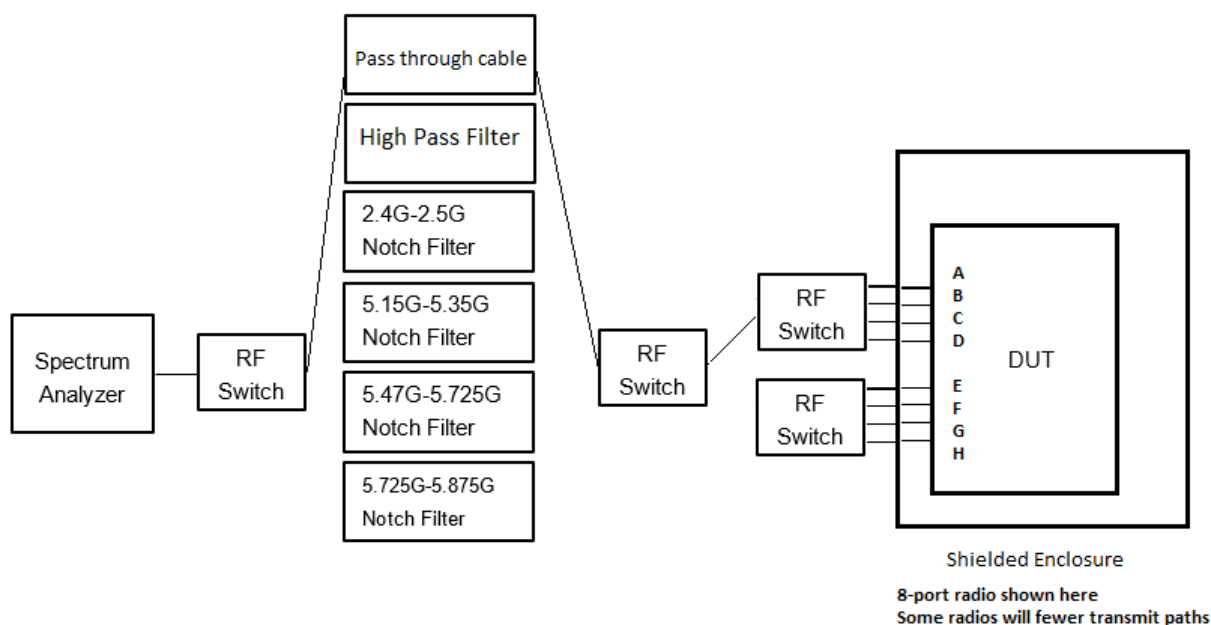 Pass through cable
High Pass Filter
2.4G-2.5G
Notch Filter
5.15G-5.35G
Notch Filter
5.47G-5.725G
Notch Filter
5.725G-5.875G
Notch Filter
Spectrum
Analyzer
RF
Switch
RF
Switch
RF
Switch
RF
Switch
A
B
C
D
E
F
G
H
DUT
Shielded Enclosure
8-port radio shown here
Some radios will fewer transmit paths